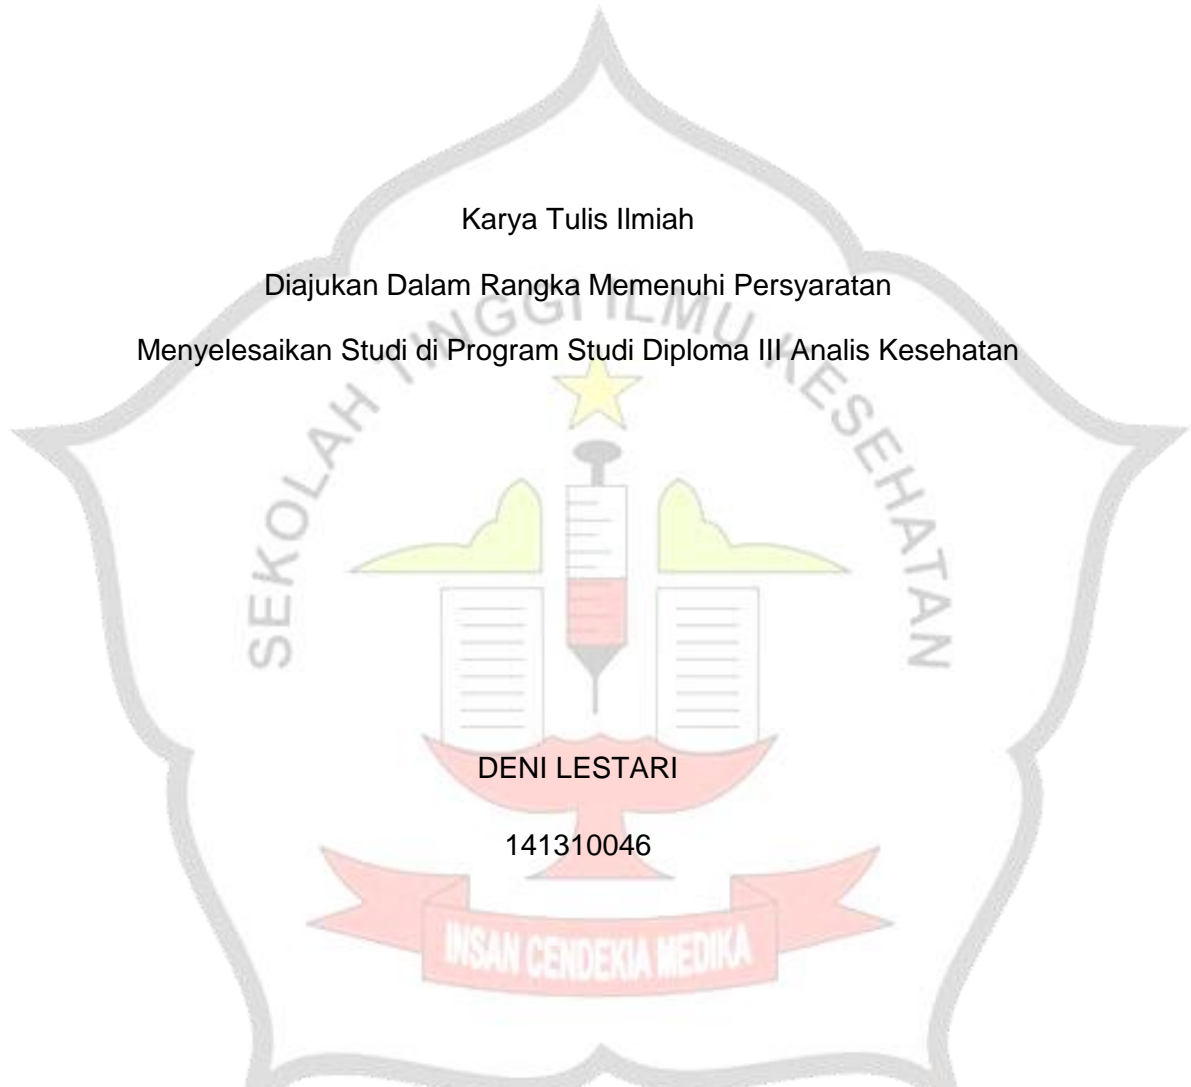 Karya Tulis Ilmiah
Diajukan Dalam Rangka Memenuhi Persyaratan
SEKOLAH TINGGI ILMU KESEHATAN
Menyelesaikan Studi di Program Studi Diploma III Analis Kesehatan
DENI LESTARI
141310046
INSAN CENDEKIA MEDIKA